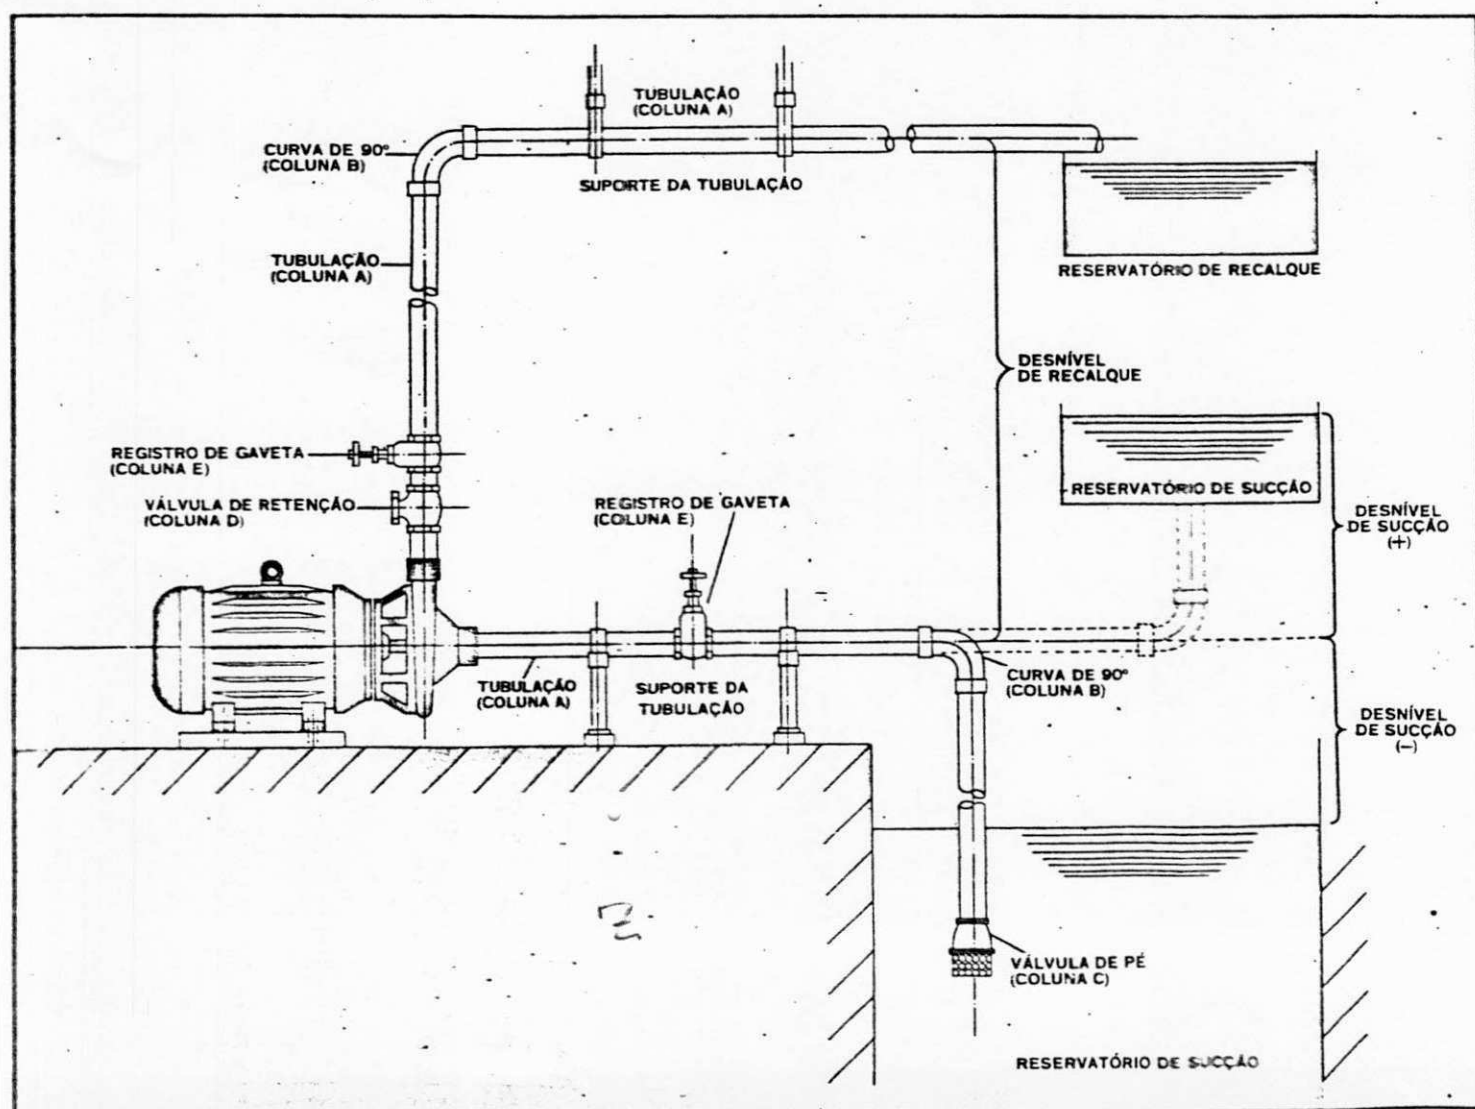 TUBULAÇÃO
(COLUNA A)
CURVA DE 90º
(COLUNA B)
SUPORTE DA TUBULAÇÃO
TUBULAÇÃO
(COLUNA A)
RESERVATÓRIO DE RECALQUE
DESNÍVEL
DE RECALQUE
REGISTRO DE GAVETA
(COLUNA E)
VÁLVULA DE RETENÇÃO
(COLUNA D)
REGISTRO DE GAVETA
(COLUNA E)
RESERVATÓRIO DE SUCÇÃO
DESNÍVEL
DE SUCÇÃO
(+)
TUBULAÇÃO
(COLUNA A)
SUPORTE DA
TUBULAÇÃO
CURVA DE 90º
(COLUNA B)
DESNÍVEL
DE SUCÇÃO
(-)
VÁLVULA DE PÉ
(COLUNA C)
RESERVATÓRIO DE SUCÇÃO